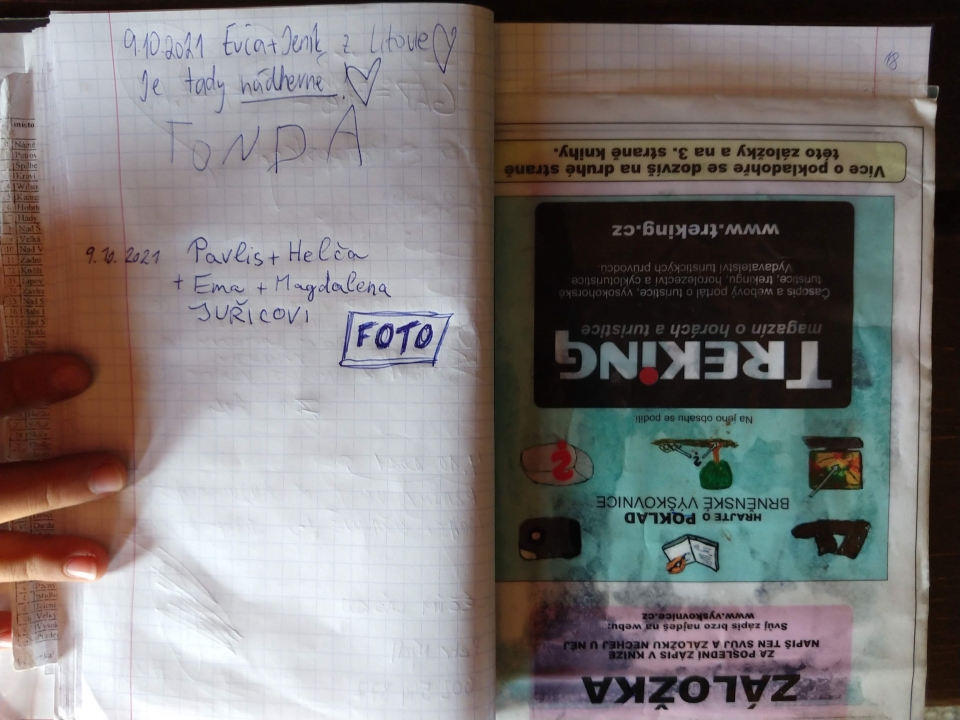 9.10.2021 Evča+Jeník z Litovle
Je tady nádherně.
TONDA
9.10.2021 Pavlis + Helča
+ Ema + Magdalena
JUŘICOVI
FOTO
18
ZÁLOŽKA
ZA POSLEDNÍ ZÁPIS V KNIZE
NAPIŠ TEN SVŮJ A ZÁLOŽKU NECHEJ U NĚJ
Svůj zápis brzo najdeš na webu:
www.vyskovnice.cz
HRAJTE O POKLAD
BRNĚNSKÉ VÝŠKOVNICE
Na jeho obsahu se podílí:
TREKiNG
magazín o horách a turistice
Časopis a webový portál o turistice, vysokohorské
turistice, trekingu, horolezectví a cykloturistice.
Vydavatelství turistických průvodců.
www.treking.cz
Více o pokladohře se dozvíš na druhé straně
této záložky a na 3. straně knihy.